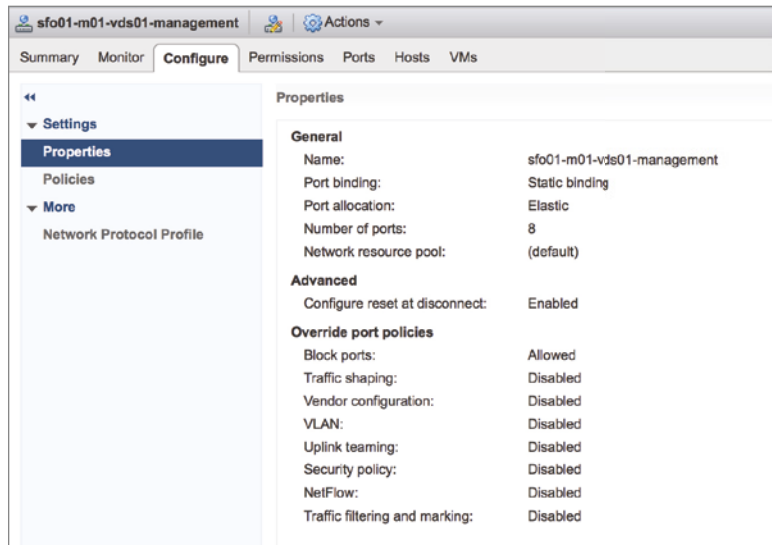 sfo01-m01-vds01-management Actions
Summary Monitor Configure Permissions Ports Hosts VMs
Settings
Properties
Policies
More
Network Protocol Profile
Properties
General
Name: sfo01-m01-vds01-management
Port binding: Static binding
Port allocation: Elastic
Number of ports: 8
Network resource pool: (default)
Advanced
Configure reset at disconnect: Enabled
Override port policies
Block ports: Allowed
Traffic shaping: Disabled
Vendor configuration: Disabled
VLAN: Disabled
Uplink teaming: Disabled
Security policy: Disabled
NetFlow: Disabled
Traffic filtering and marking: Disabled